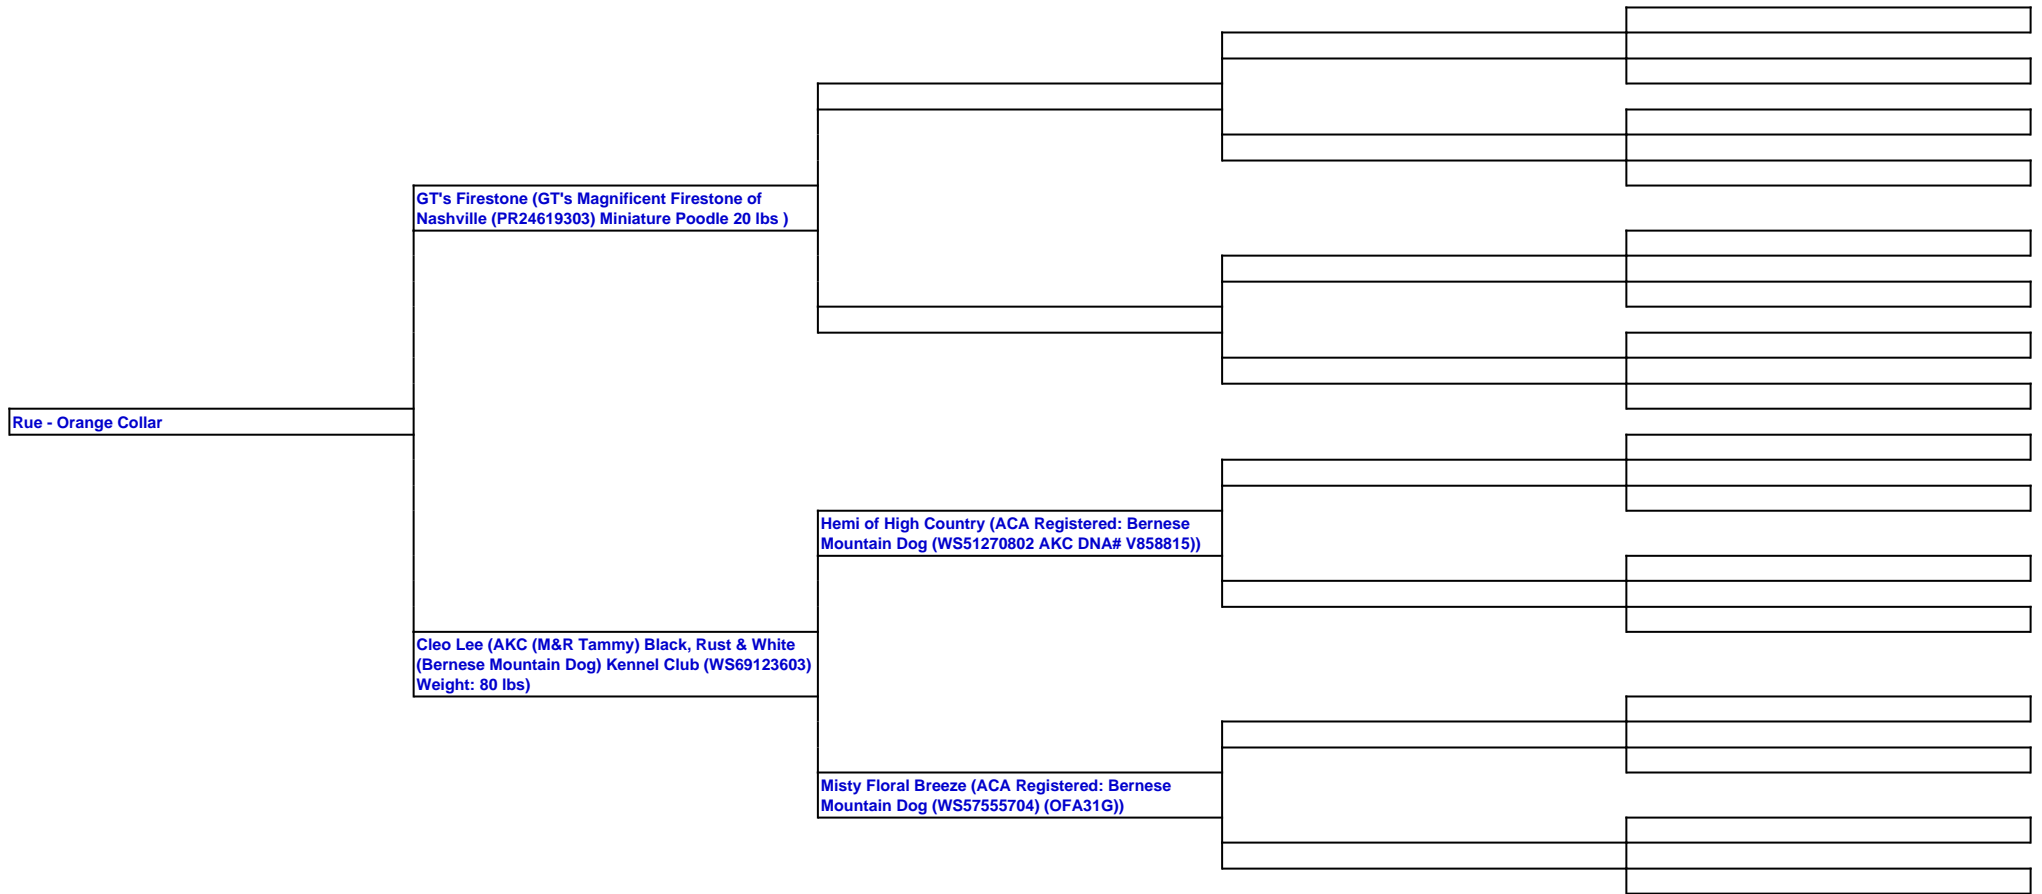 GT's Firestone (GT's Magnificent Firestone of
Nashville (PR24619303) Miniature Poodle 20 lbs )
Rue - Orange Collar
Hemi of High Country (ACA Registered: Bernese
Mountain Dog (WS51270802 AKC DNA# V858815))
Cleo Lee (AKC (M&R Tammy) Black, Rust & White
(Bernese Mountain Dog) Kennel Club (WS69123603)
Weight: 80 lbs)
Misty Floral Breeze (ACA Registered: Bernese
Mountain Dog (WS57555704) (OFA31G))